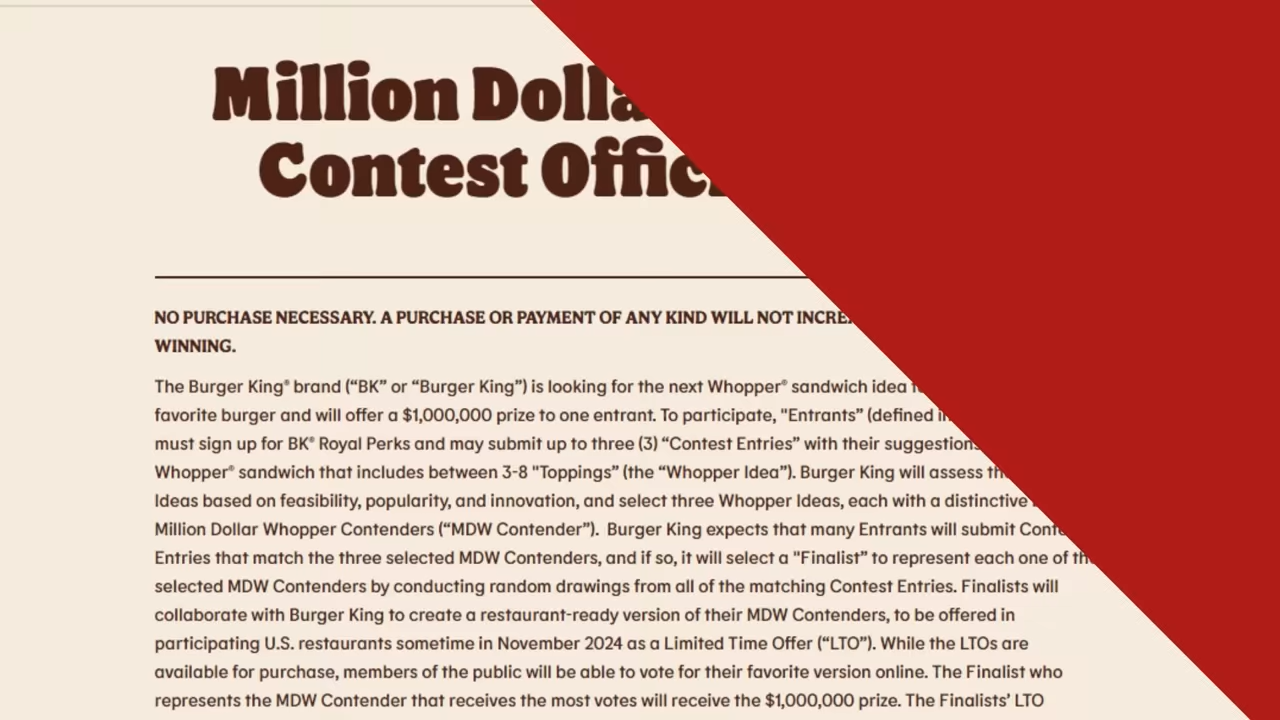 Million
Contest
NO PURCHASE NECESSARY. A PURCHASE OR PAYMENT OF ANY KIND WILL NOT
WINNING.
The Burger King® brand (“BK” or “Burger King”) is looking for the next Whopper® sandwich idea
favorite burger and will offer a $1,000,000 prize to one entrant. To participate, "Entrants” (defined
must sign up for BK® Royal Perks and may submit up to three (3) “Contest Entries” with their suggestions
Whopper® sandwich that includes between 3-8 "Toppings” (the “Whopper Idea”). Burger King will assess
Ideas based on feasibility, popularity, and innovation, and select three Whopper Ideas, each with a distinctive
Million Dollar Whopper Contenders (“MDW Contender”). Burger King expects that many Entrants will submit
Entries that match the three selected MDW Contenders, and if so, it will select a "Finalist” to represent each one of
selected MDW Contenders by conducting random drawings from all of the matching Contest Entries. Finalists will
collaborate with Burger King to create a restaurant-ready version of their MDW Contenders, to be offered in
participating U.S. restaurants sometime in November 2024 as a Limited Time Offer (“LTO”). While the LTOs are
available for purchase, members of the public will be able to vote for their favorite version online. The Finalist who
represents the MDW Contender that receives the most votes will receive the $1,000,000 prize. The Finalists’ LTO